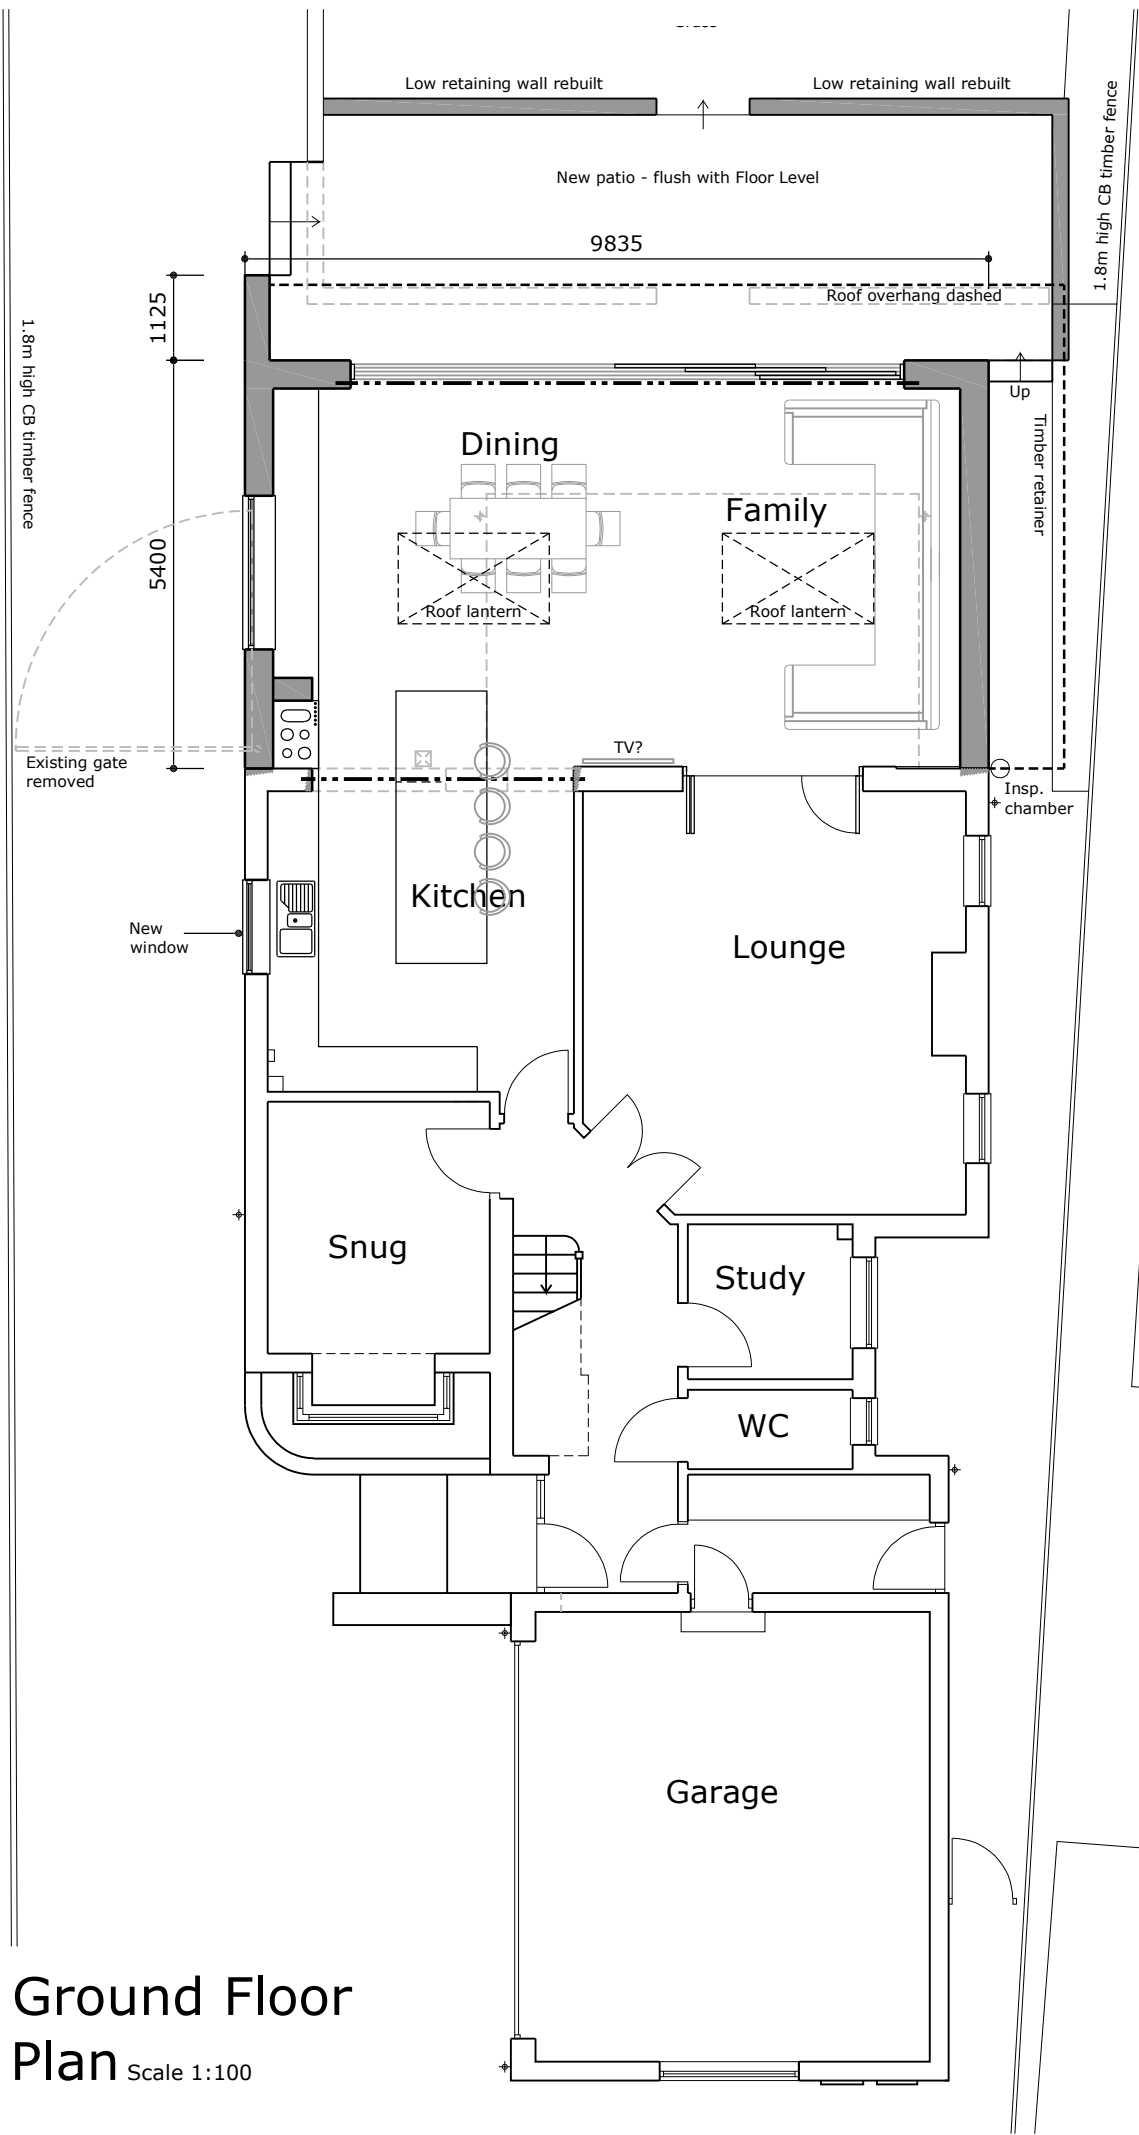 Low retaining wall rebuilt
Low retaining wall rebuilt
1.8m high CB timber fence
New patio - flush with Floor Level
9835
1125
Roof overhang dashed
1.8m high CB timber fence
Up
Timber retainer
Dining
Family
5400
Roof lantern
Roof lantern
TV?
Existing gate
removed
Insp.
chamber
Kitchen
New
window
Lounge
Snug
Study
WC
Garage
Ground Floor
Plan Scale 1:100